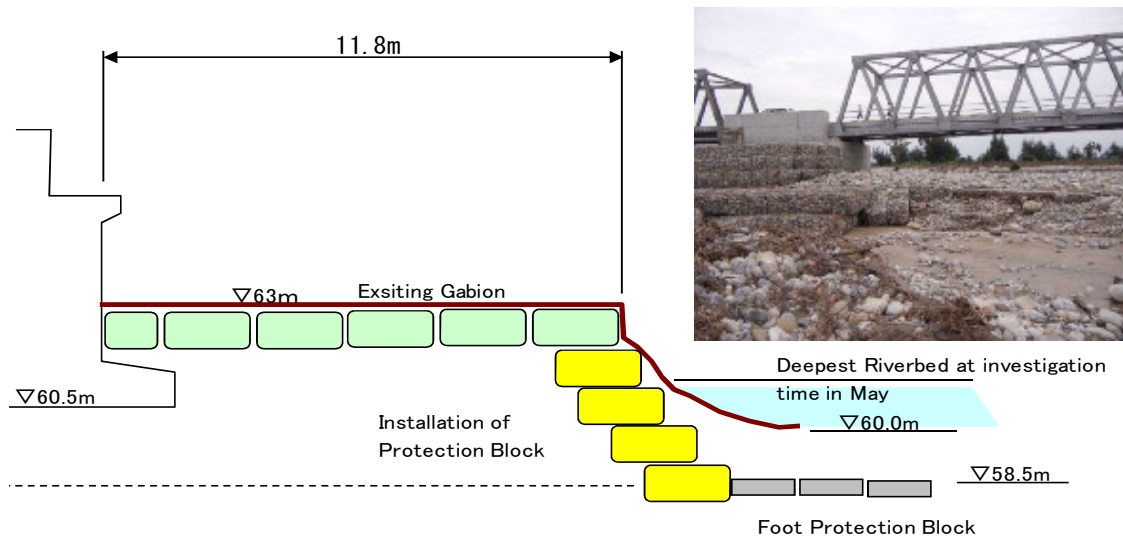 11.8m
▽63m
Exsiting Gabion
Deepest Riverbed at investigation
time in May
▽60.5m
▽60.0m
Installation of
Protection Block
▽58.5m
Foot Protection Block